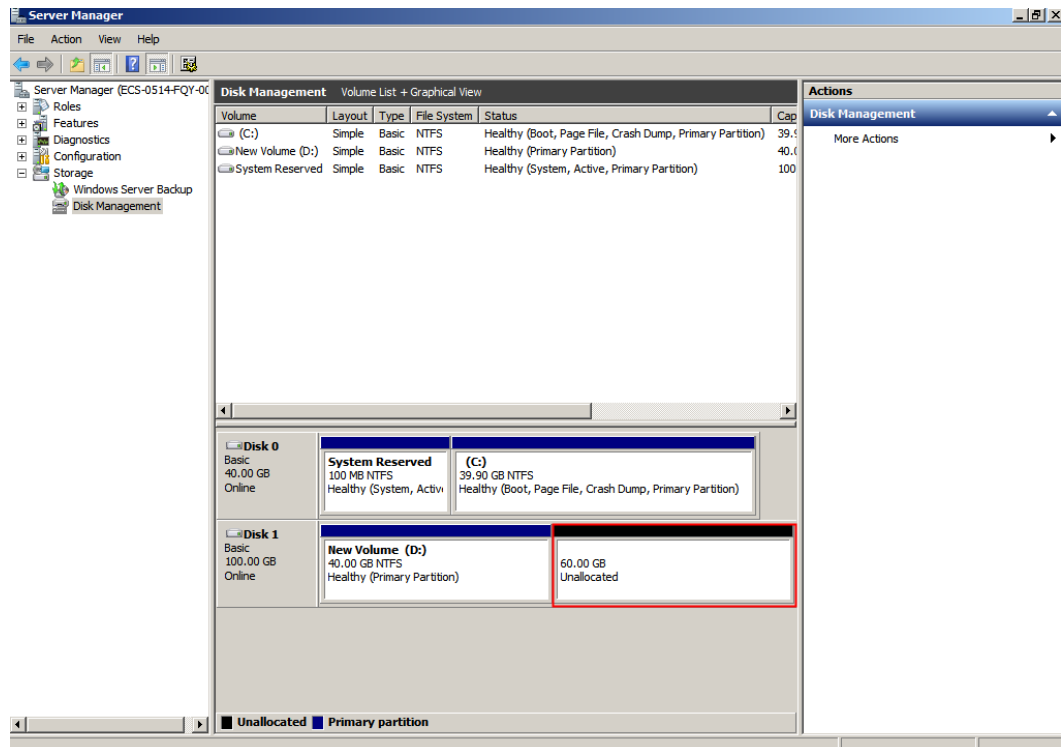 Server Manager
File Action View Help
Server Manager (ECS-0514-FQY-00
Roles
Features
Diagnostics
Configuration
Storage
Windows Server Backup
Disk Management
Disk Management Volume List + Graphical View
Volume Layout Type File System Status Cap
(C:) Simple Basic NTFS Healthy (Boot, Page File, Crash Dump, Primary Partition) 39.9
New Volume (D:) Simple Basic NTFS Healthy (Primary Partition) 40.0
System Reserved Simple Basic NTFS Healthy (System, Active, Primary Partition) 100
Disk 0
Basic
40.00 GB
Online
System Reserved
100 MB NTFS
Healthy (System, Active
(C:)
39.90 GB NTFS
Healthy (Boot, Page File, Crash Dump, Primary Partition)
Disk 1
Basic
100.00 GB
Online
New Volume (D:)
40.00 GB NTFS
Healthy (Primary Partition)
60.00 GB
Unallocated
Unallocated Primary partition
Actions
Disk Management
More Actions